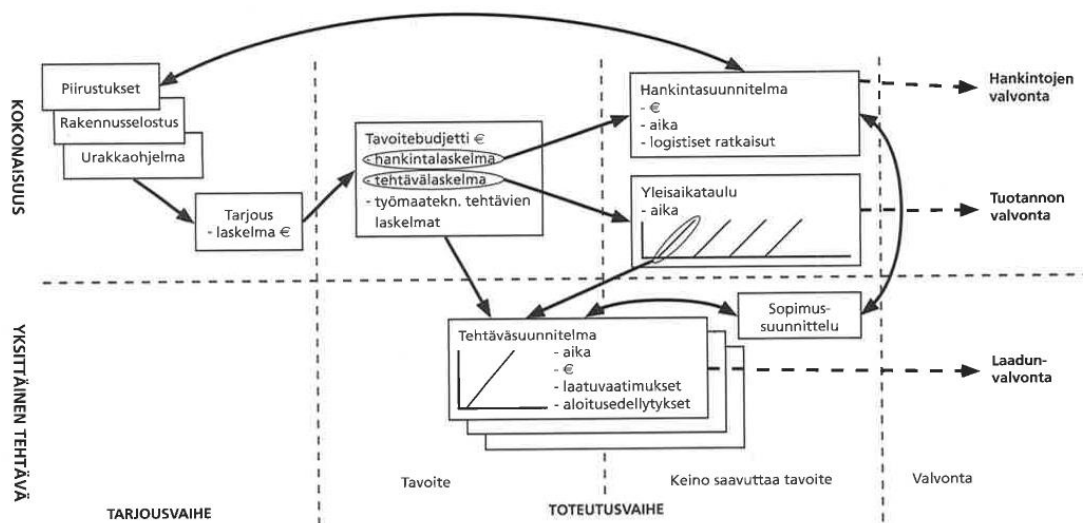 KOKONAISUUS
Piirustukset
Rakennusselostus
Urakkaohjelma
Tarjous
- laskelma €
Tavoitebudjetti €
- hankintalaskelma
- tehtävälaskelma
- työmaatekn. tehtävien
laskelmat
Hankintasuunnitelma
- €
- aika
- logistiset ratkaisut
Yleisaikataulu
- aika
Hankintojen
valvonta
Tuotannon
valvonta
YKSITTÄINEN TEHTÄVÄ
Tehtäväsuunnitelma
- aika
- €
- laatuvaatimukset
- aloitusedellytykset
Sopimus-
suunnittelu
Laadun-
valvonta
Tavoite
Keino saavuttaa tavoite
Valvonta
TARJOUSVAIHE
TOTEUTUSVAIHE